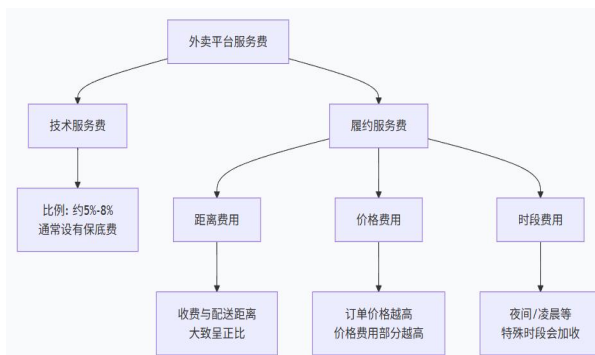 外卖平台服务费
技术服务费
履约服务费
比例: 约5%-8%
通常设有保底费
距离费用
价格费用
时段费用
收费与配送距离
大致呈正比
订单价格越高
价格费用部分越高
夜间/凌晨等
特殊时段会加收